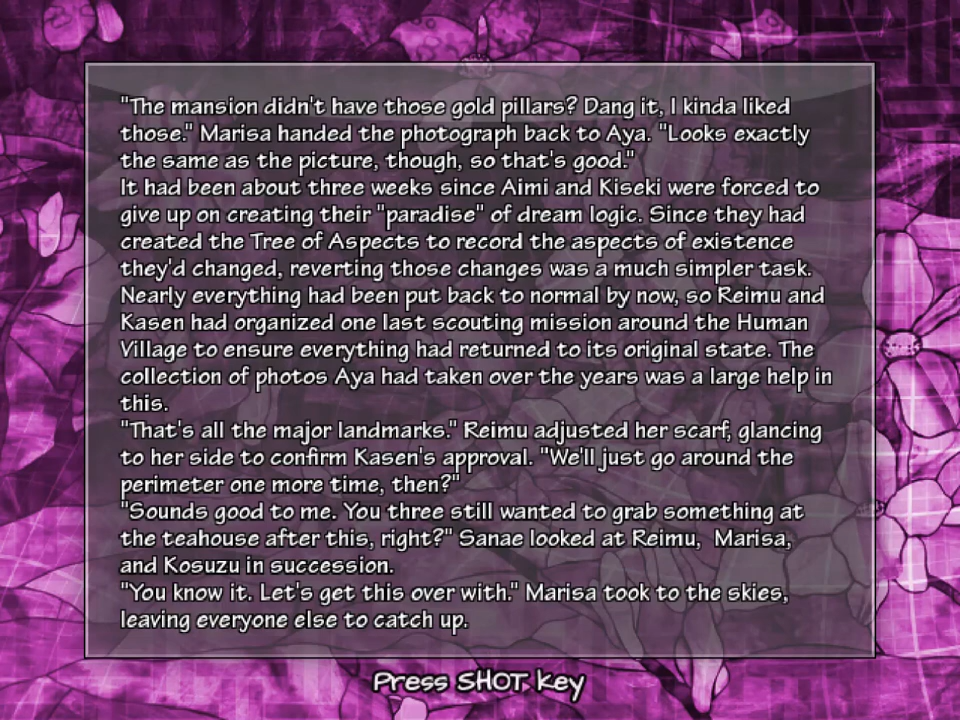 "The mansion didn't have those gold pillars? Dang it, I kinda liked
those." Marisa handed the photograph back to Aya. "Looks exactly
the same as the picture, though, so that's good."
It had been about three weeks since Aimi and Kiseki were forced to
give up on creating their "paradise" of dream logic. Since they had
created the Tree of Aspects to record the aspects of existence
they'd changed, reverting those changes was a much simpler task.
Nearly everything had been put back to normal by now, so Reimu and
Kasen had organized one last scouting mission around the Human
Village to ensure everything had returned to its original state. The
collection of photos Aya had taken over the years was a large help in
this.
"That's all the major landmarks." Reimu adjusted her scarf, glancing
to her side to confirm Kasen's approval. "We'll just go around the
perimeter one more time, then?"
"Sounds good to me. You three still wanted to grab something at
the teahouse after this, right?" Sanae looked at Reimu,  Marisa,
and Kosuzu in succession.
"You know it. Let's get this over with." Marisa took to the skies,
leaving everyone else to catch up.
Press SHOT key